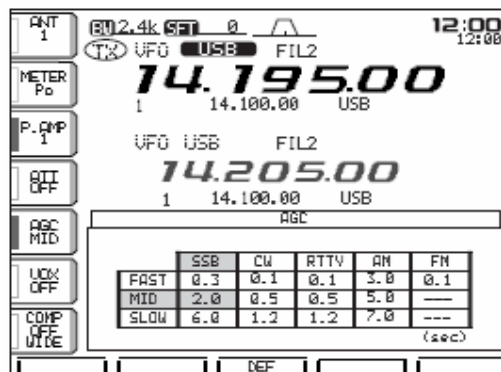 ANT
1
BW 2.4k SFT 0
12:00
12:00
TX VFO USB FIL2
METER
Po
14.195.00
1 14.100.00 USB
P.AMP
1
VFO USB FIL2
ATT
OFF
14.205.00
1 14.100.00 USB
AGC
MID
AGC
SSB CW RTTY AM FM
FAST 0.3 0.1 0.1 3.0 0.1
MID 2.0 0.5 0.5 5.0 ---
SLOW 6.0 1.2 1.2 7.0 ---
(sec)
VOX
OFF
COMP
OFF
WIDE
DEF